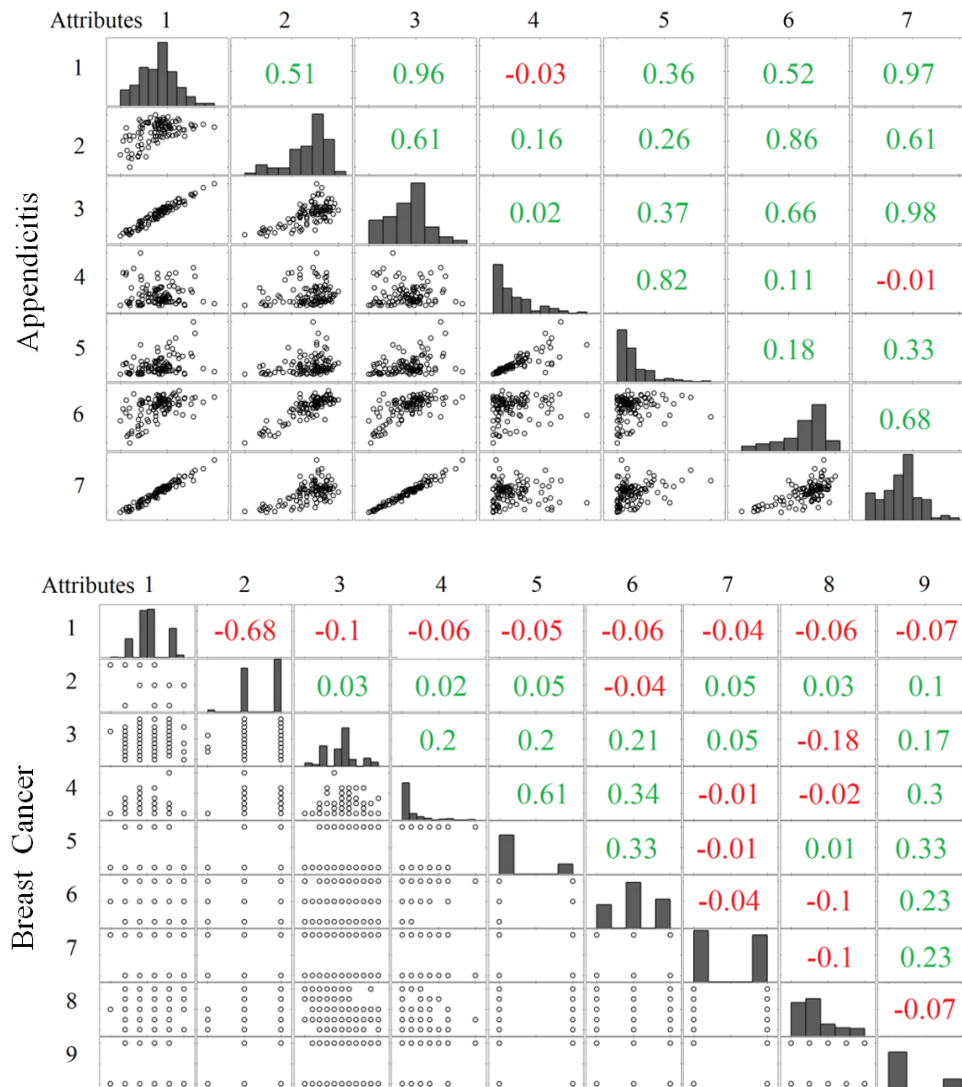 Attributes 1 2 3 4 5 6 7
1 0.51 0.96 -0.03 0.36 0.52 0.97
2 0.61 0.16 0.26 0.86 0.61
3 0.02 0.37 0.66 0.98
4 0.82 0.11 -0.01
5 0.18 0.33
6 0.68
7
Appendicitis
Attributes 1 2 3 4 5 6 7 8 9
1 -0.68 -0.1 -0.06 -0.05 -0.06 -0.04 -0.06 -0.07
2 0.03 0.02 0.05 -0.04 0.05 0.03 0.1
3 0.2 0.2 0.21 0.05 -0.18 0.17
4 0.61 0.34 -0.01 -0.02 0.3
5 0.33 -0.01 0.01 0.33
6 -0.04 -0.1 0.23
7 -0.1 0.23
8 -0.07
9
Breast Cancer